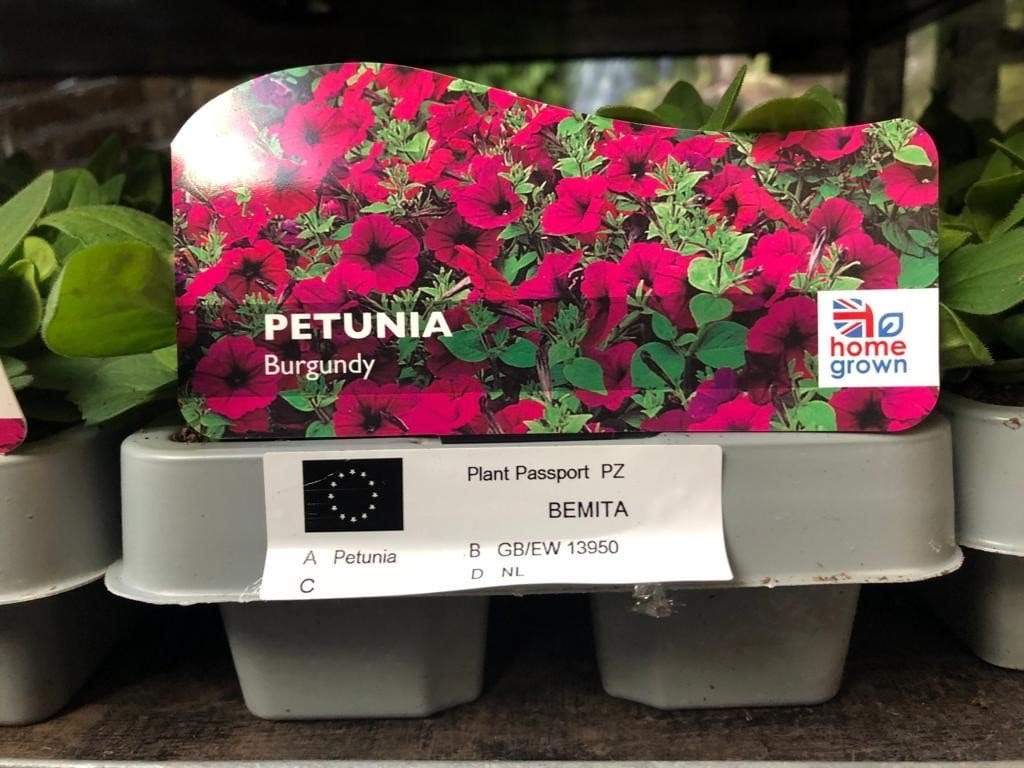 PETUNIA
Burgundy
home
grown
Plant Passport PZ
BEMITA
A Petunia
B GB/EW 13950
C
D NL